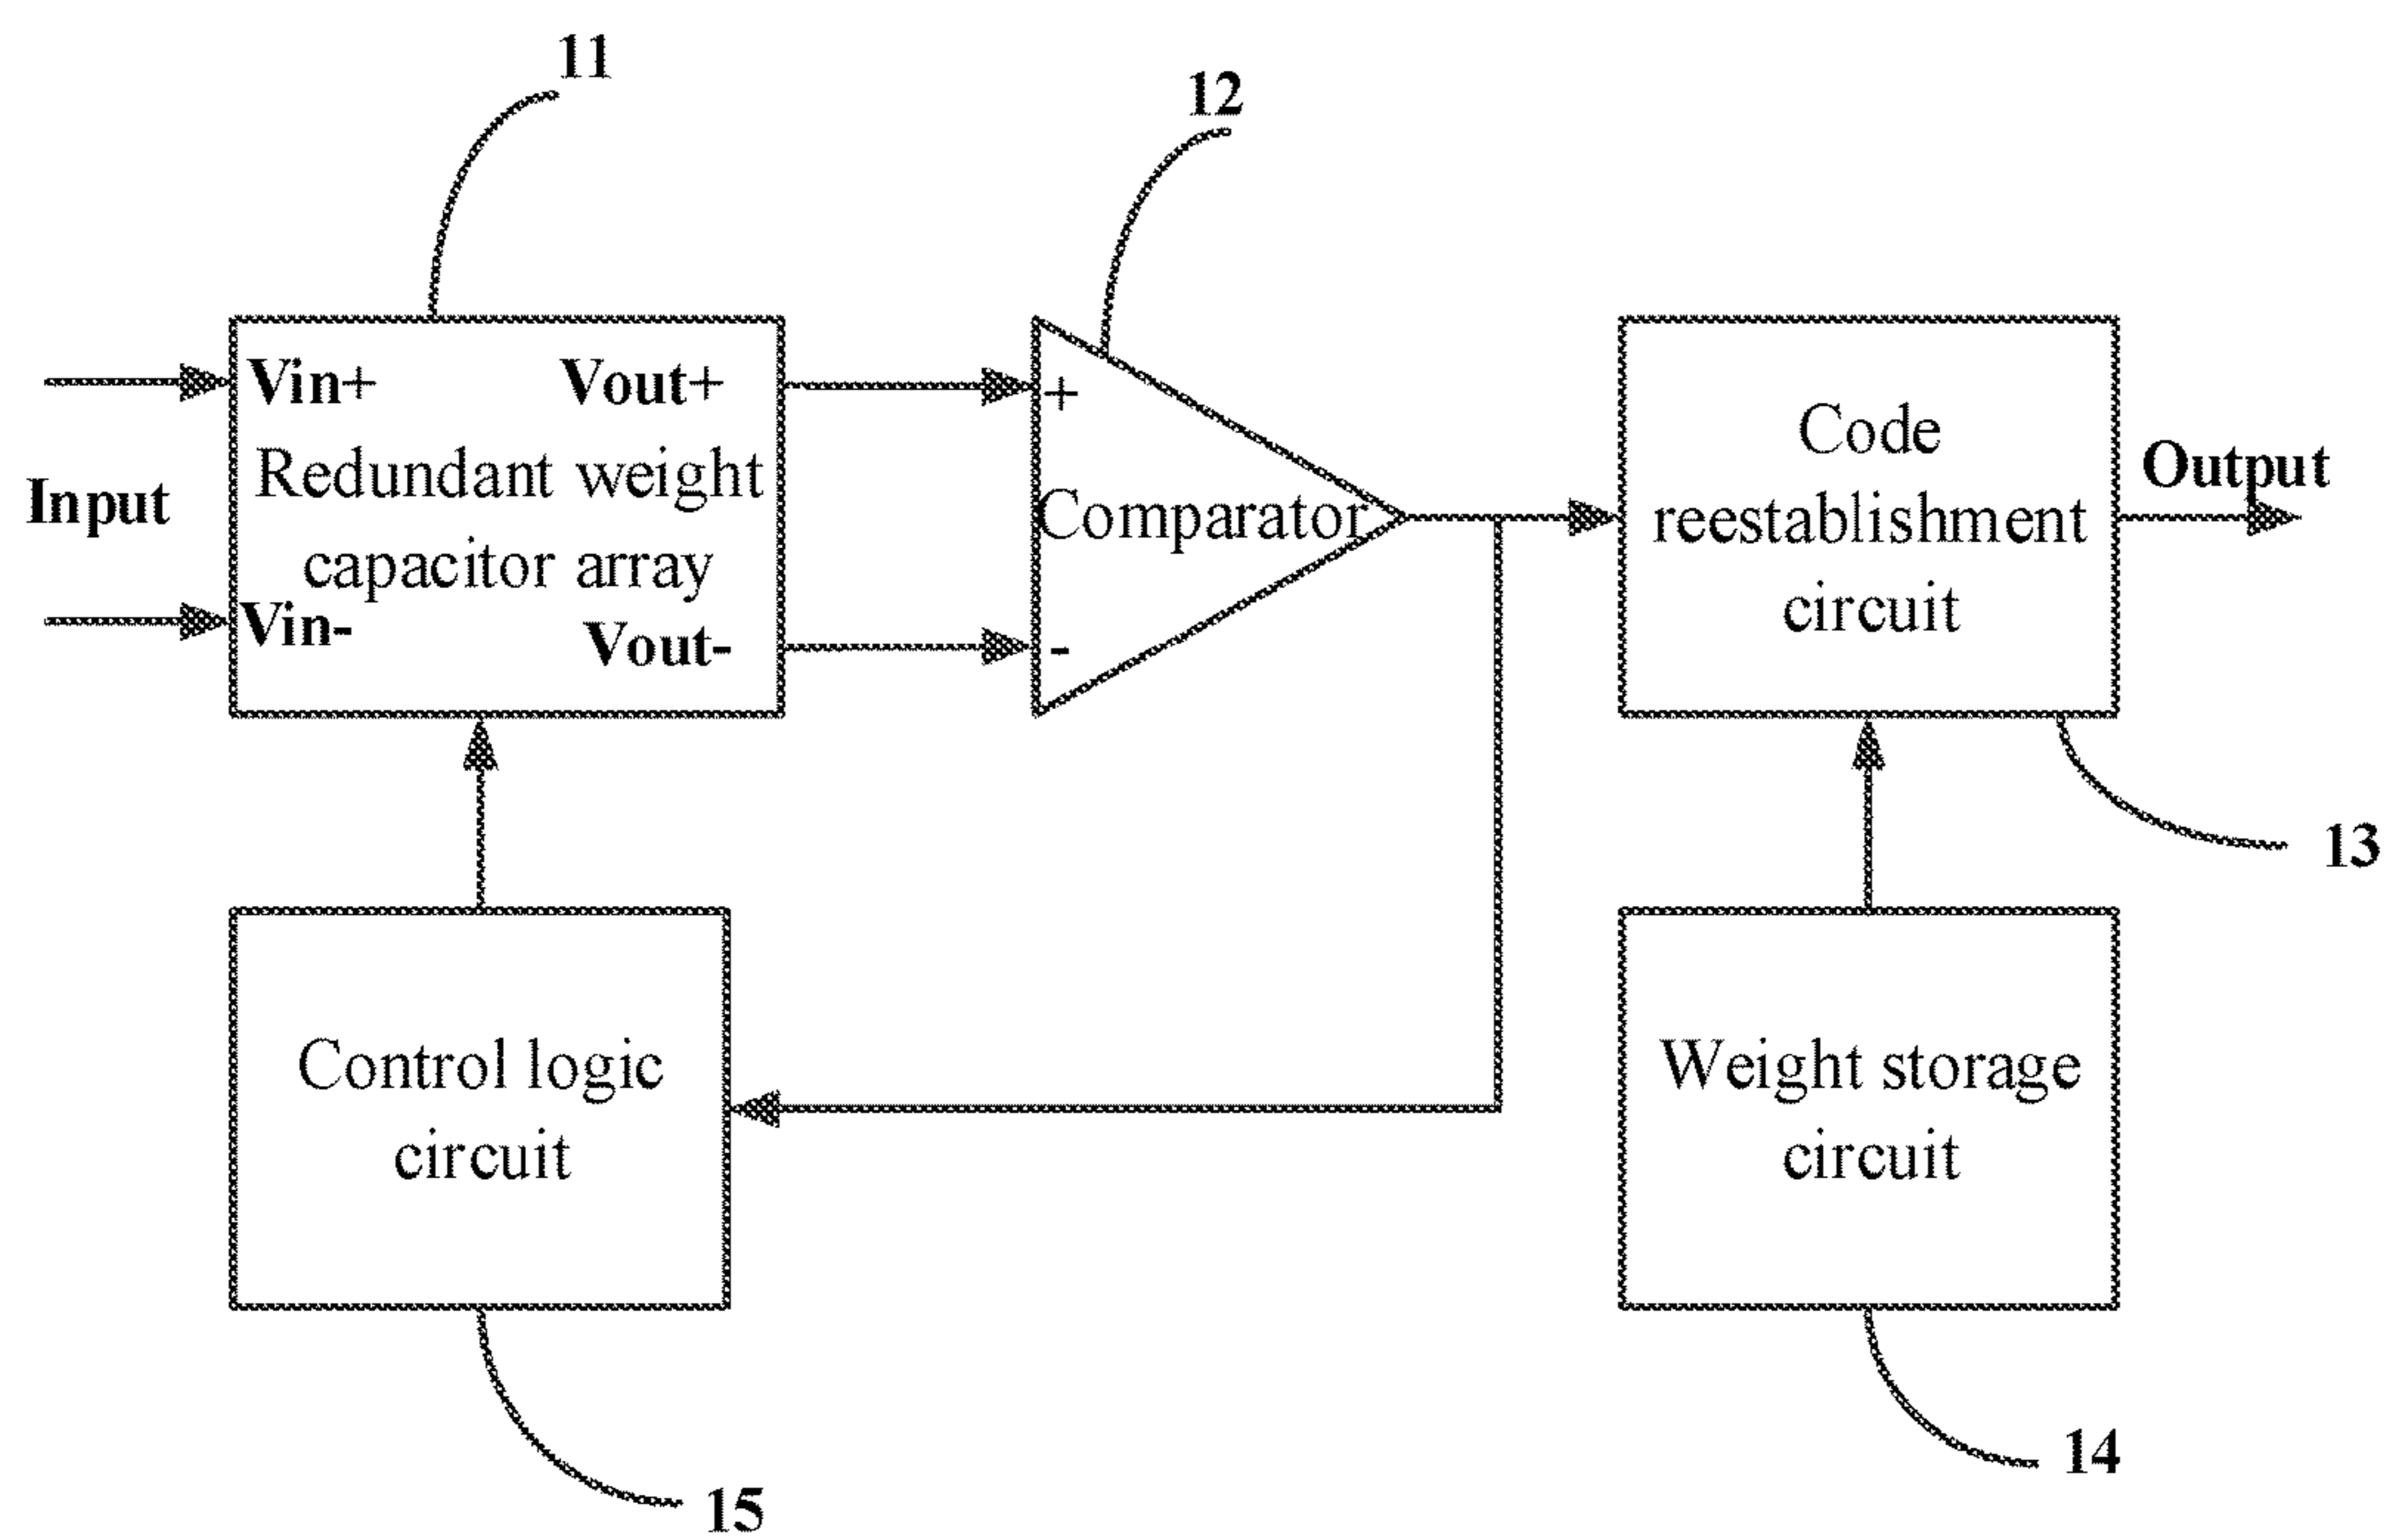 11
12
Vin+
Vout+
Redundant weight
capacitor array
Vin-
Vout-
Input
+
Comparator
-
Code
reestablishment
circuit
Output
13
Control logic
circuit
Weight storage
circuit
14
15